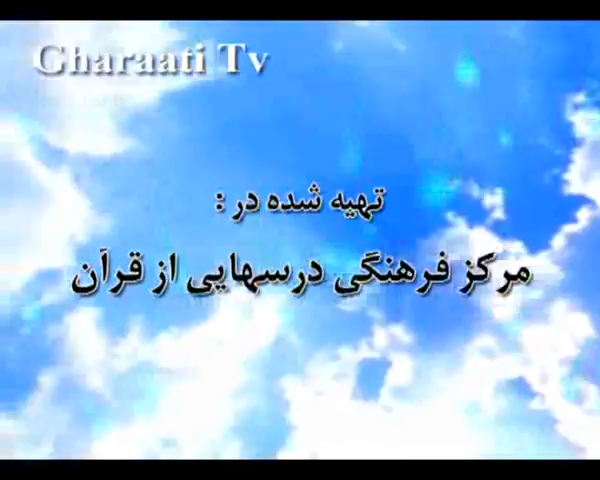 Gharaati Tv
تهیه شده در :
مرکز فرهنگی درسهایی از قرآن